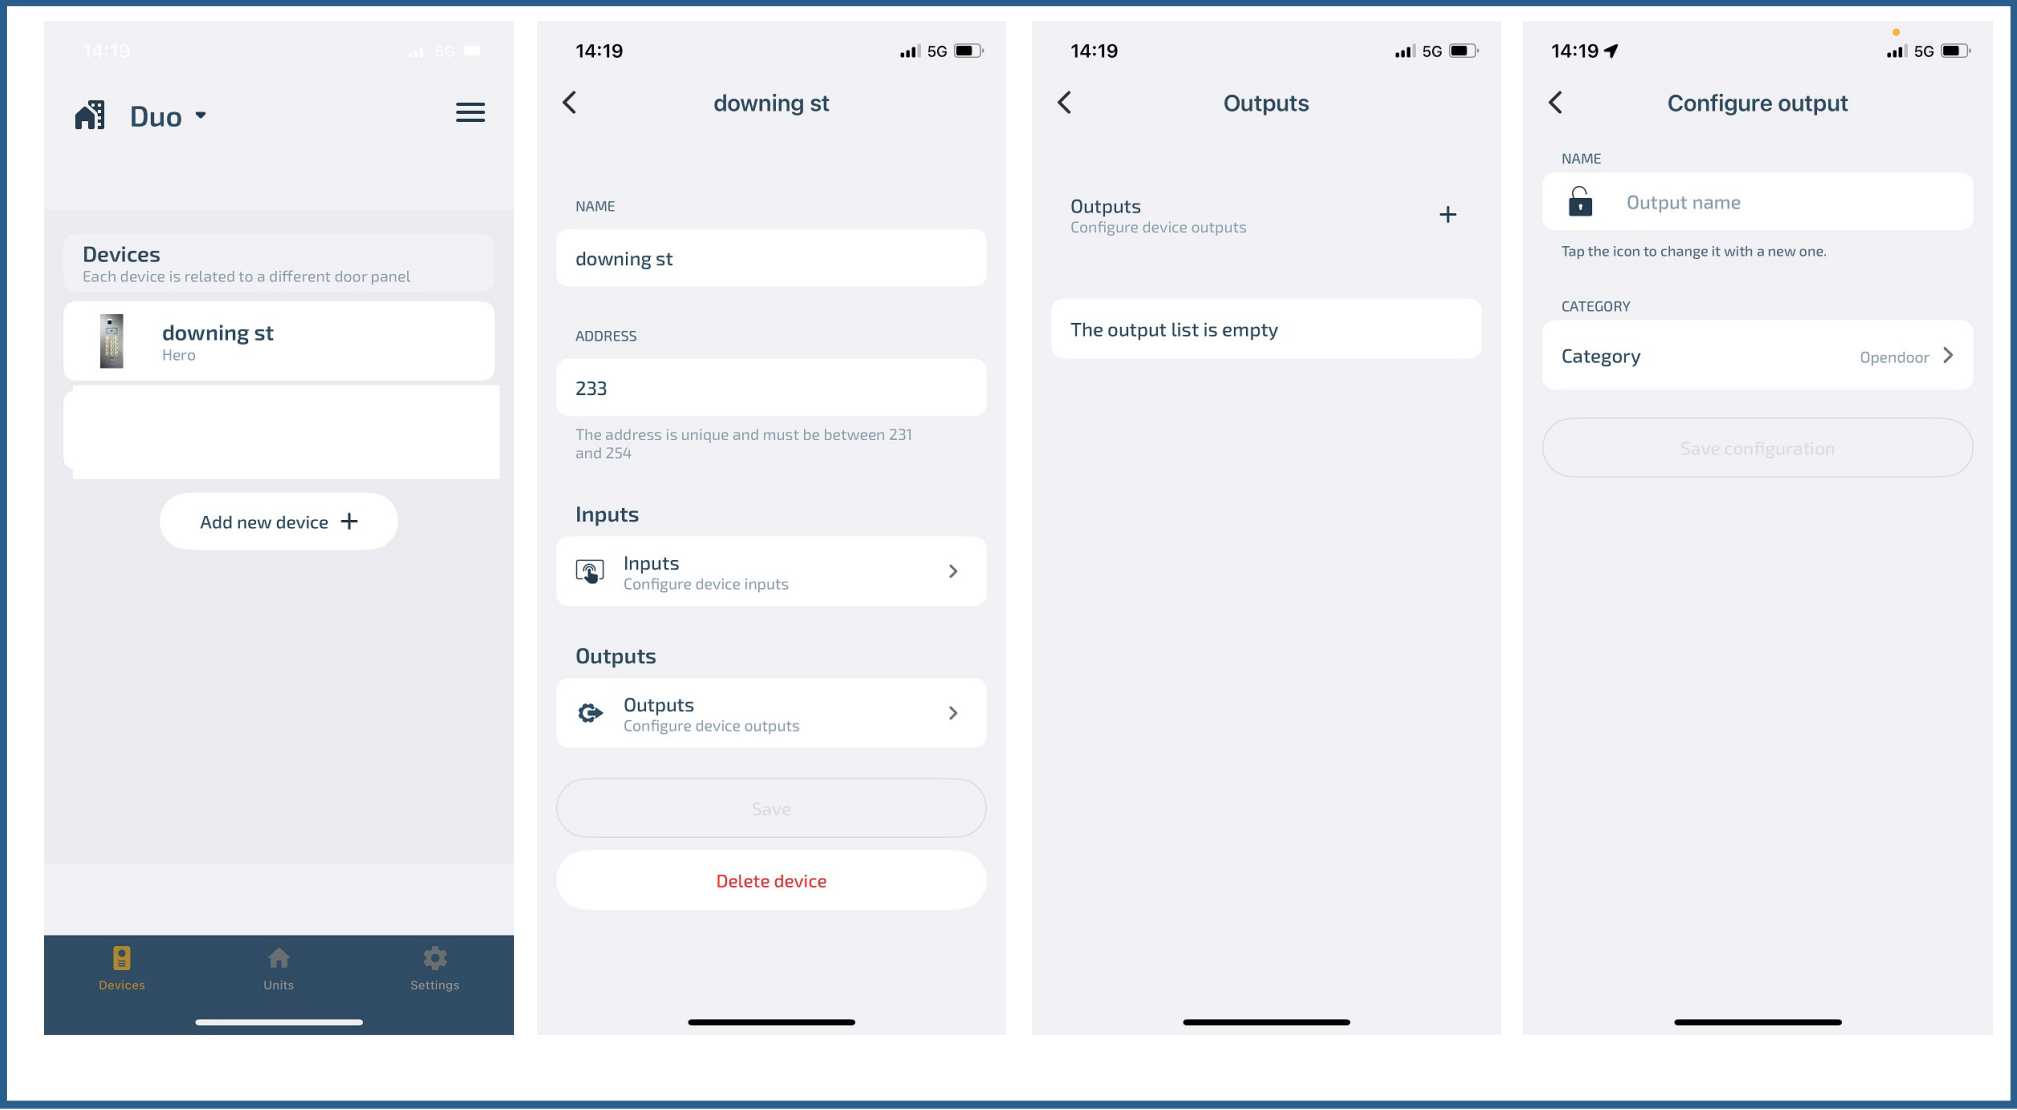 14:19
5G
Duo
Devices
Each device is related to a different door panel
downing st
Hero
Add new device +
Devices
Units
Settings
14:19
5G
downing st
NAME
downing st
ADDRESS
233
The address is unique and must be between 231
and 254
Inputs
Inputs
Configure device inputs
Outputs
Outputs
Configure device outputs
Save
Delete device
14:19
5G
Outputs
Outputs
Configure device outputs
+
The output list is empty
14:19
5G
Configure output
NAME
Output name
Tap the icon to change it with a new one.
CATEGORY
Category
Opendoor
Save configuration